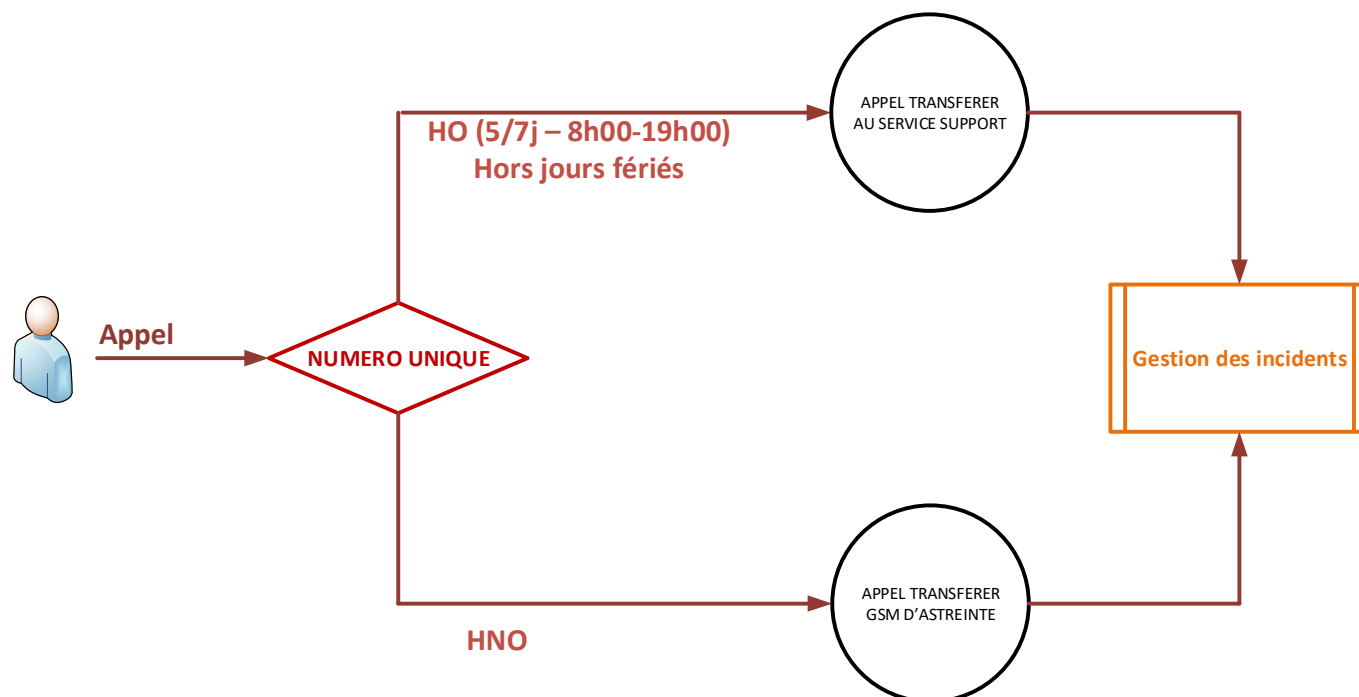 APPEL TRANSFERER
AU SERVICE SUPPORT
HO (5/7j – 8h00-19h00)
Hors jours fériés
Appel
NUMERO UNIQUE
Gestion des incidents
APPEL TRANSFERER
GSM D’ASTREINTE
HNO